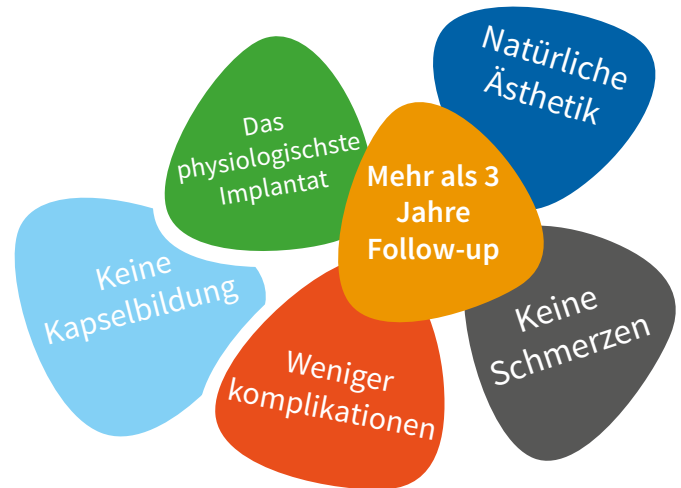 Natürliche
Ästhetik
Das
physiologischste
Implantat
Mehr als 3
Jahre
Follow-up
Keine
Kapselbildung
Keine
Schmerzen
Weniger
komplikationen